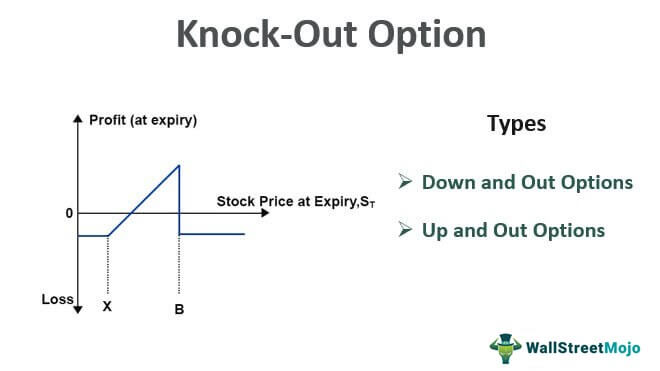 Knock-Out Option
Profit (at expiry)
0
Stock Price at Expiry,S_T
Loss
X
B
Types
➢ Down and Out Options
➢ Up and Out Options
WallStreetMojo